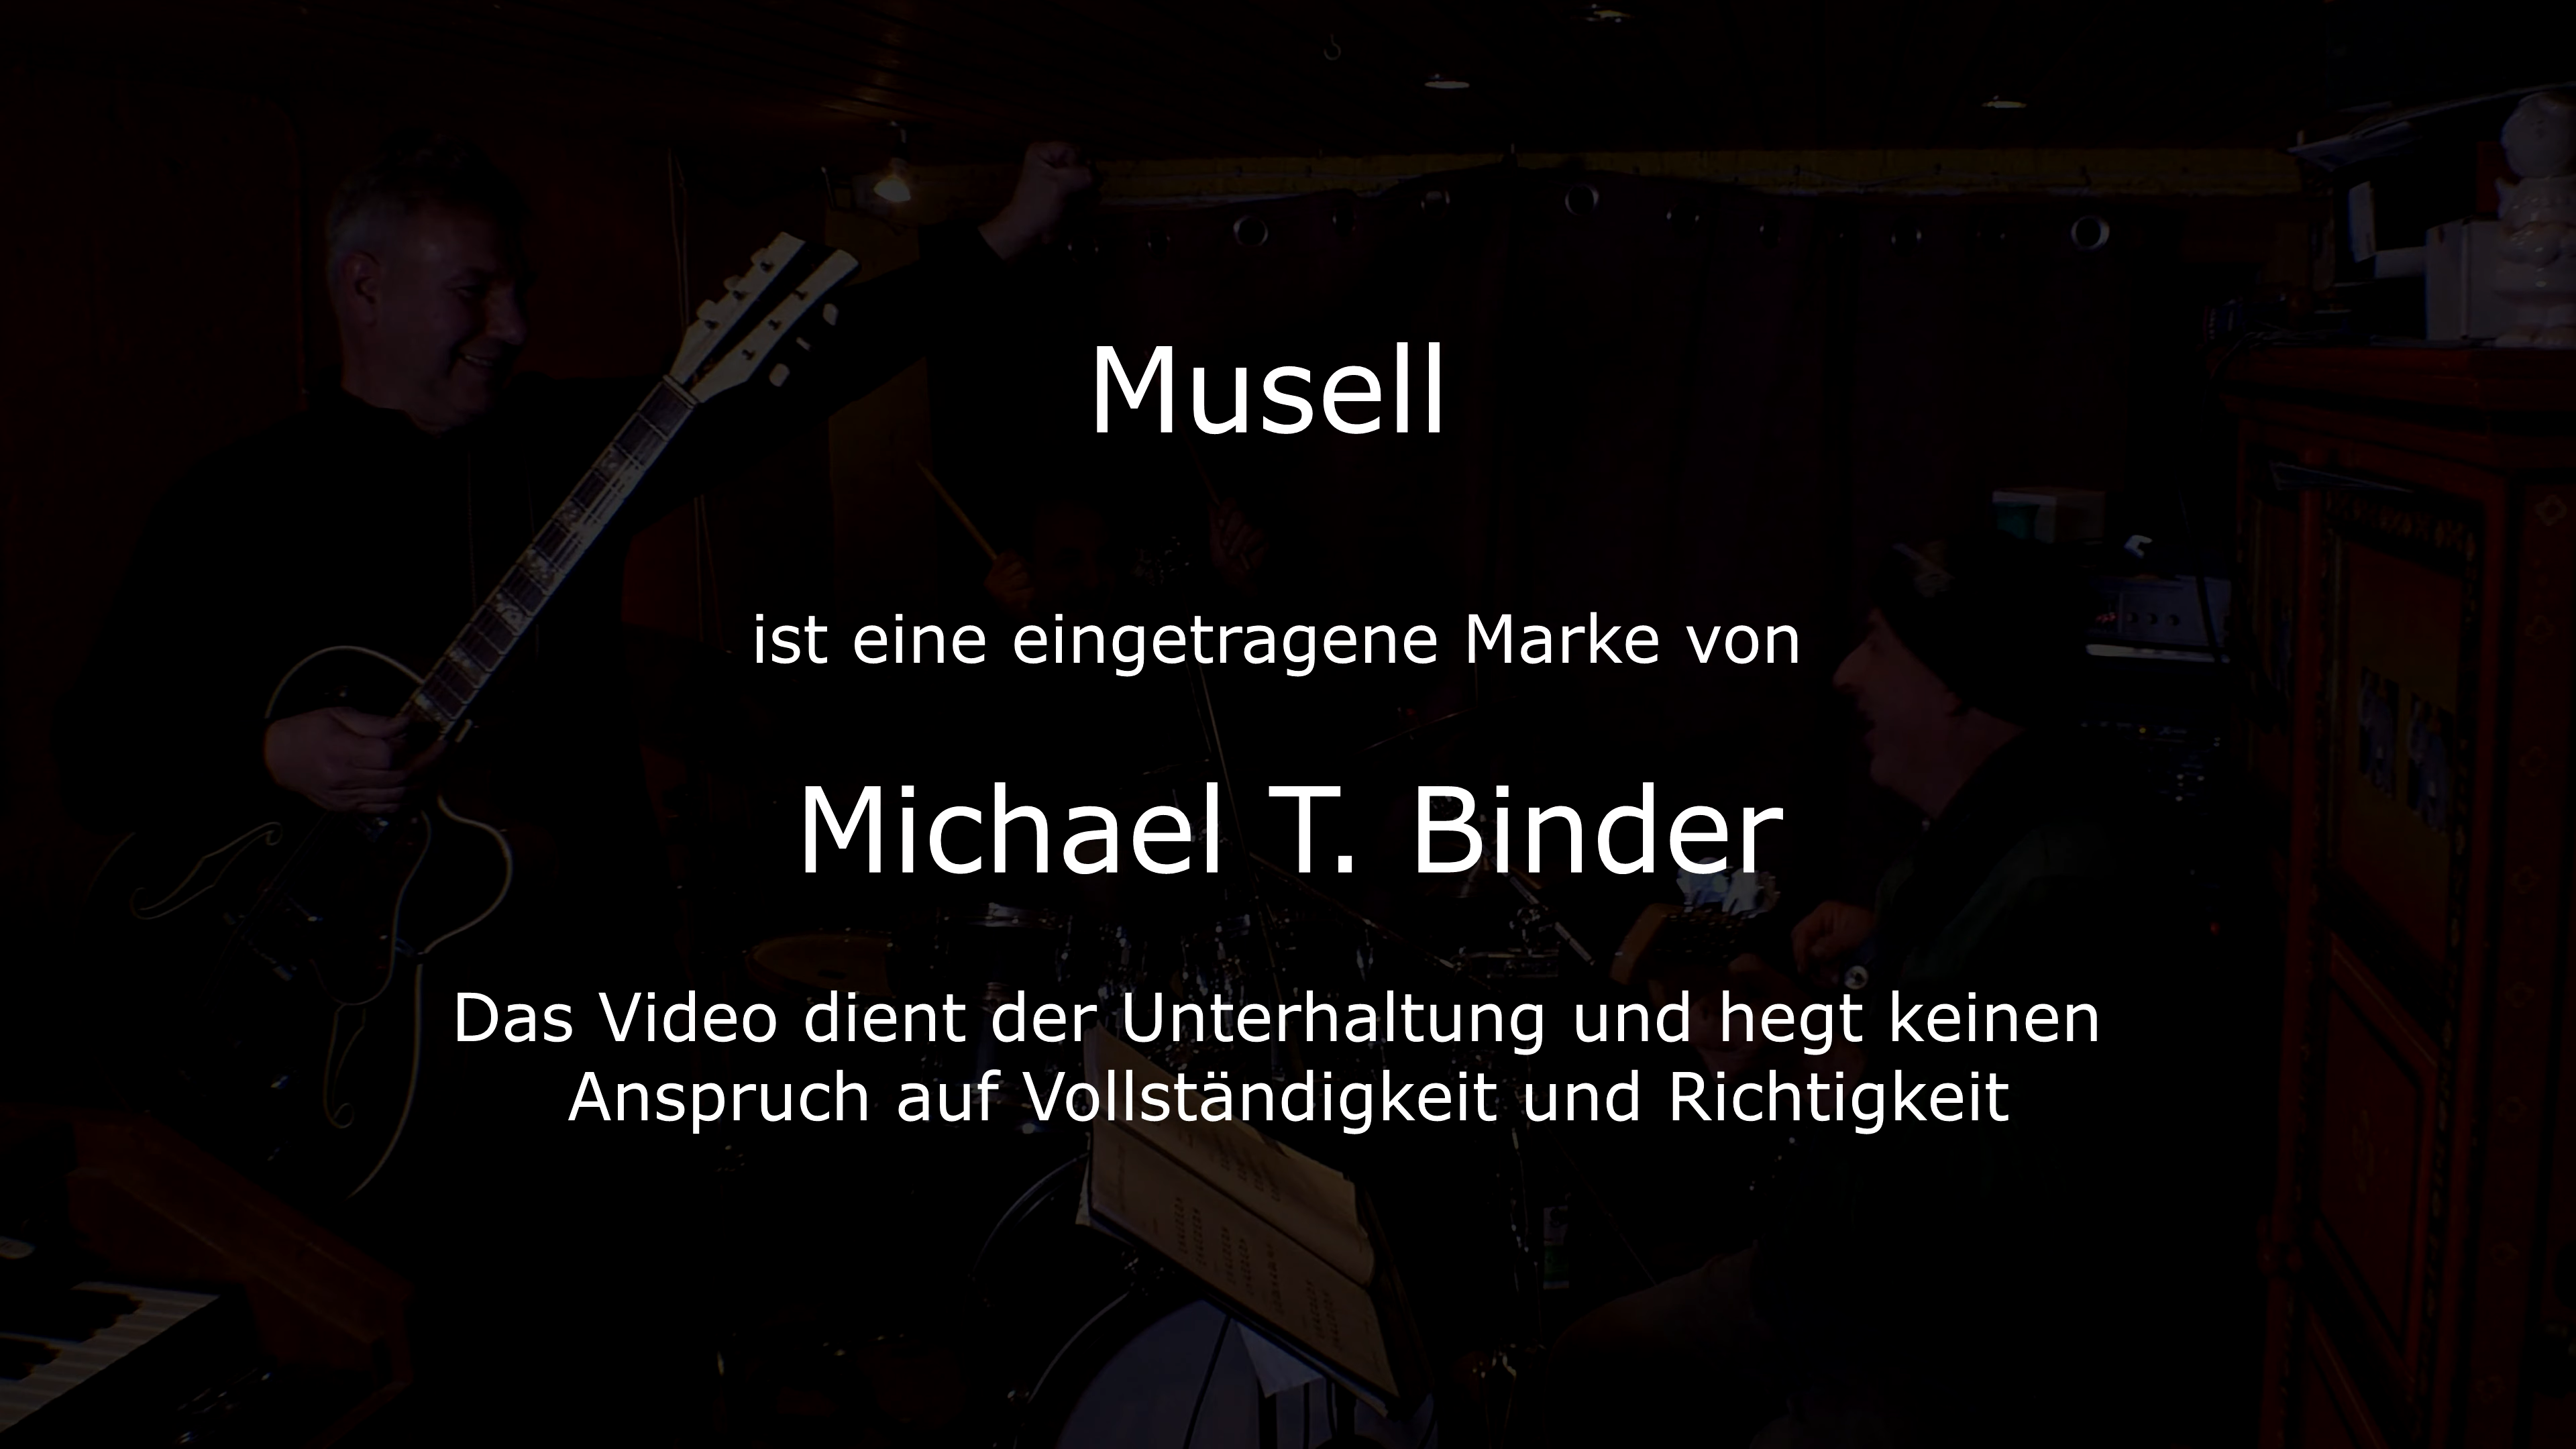 Musell
ist eine eingetragene Marke von
Michael T. Binder
Das Video dient der Unterhaltung und hegt keinen
Anspruch auf Vollständigkeit und Richtigkeit